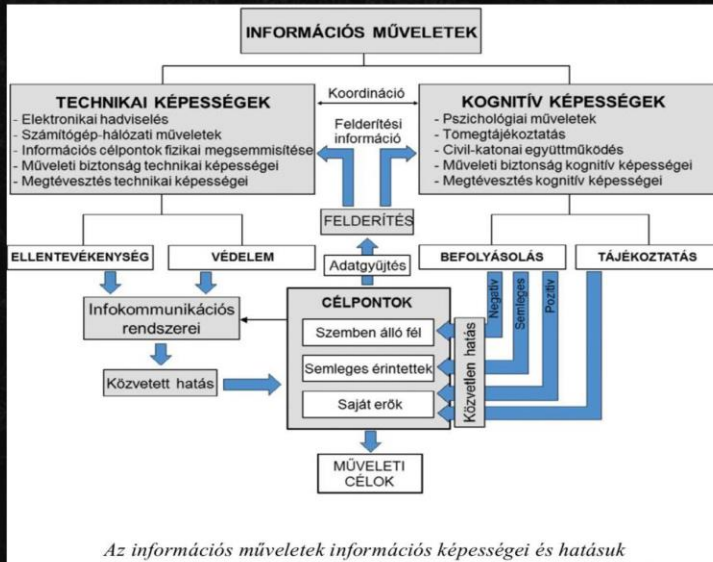 INFORMÁCIÓS MŰVELETEK
TECHNIKAI KÉPESSÉGEK
- Elektronikai hadviselés
- Számítógép-hálózati műveletek
- Információs célpontok fizikai megsemmisítése
- Műveleti biztonság technikai képességei
- Megtévesztés technikai képességei
Koordináció
Felderítési
információ
KOGNITÍV KÉPESSÉGEK
- Pszichológiai műveletek
- Tömegtájékoztatás
- Civil-katonai együttműködés
- Műveleti biztonság kognitív képességei
- Megtévesztés kognitív képességei
FELDERÍTÉS
ELLENTEVÉKENYSÉG
VÉDELEM
Adatgyűjtés
BEFOLYÁSOLÁS
TÁJÉKOZTATÁS
Infokommunikációs
rendszerei
Közvetett hatás
CÉLPONTOK
Szemben álló fél
Semleges érintettek
Saját erők
Negatív
Semleges
Pozitív
Közvetlen hatás
MŰVELETI
CÉLOK
Az információs műveletek információs képességei és hatásuk